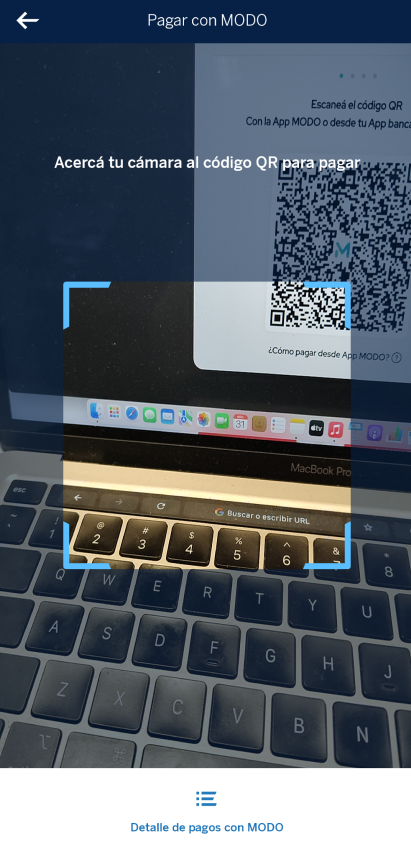 Pagar con MODO
Escaneá el código QR
Con la App MODO o desde tu App
Acercá tu cámara al código QR para pagar
¿Cómo pagar desde App MODO? ?
31
tv
MacBook Pro
esc
Buscar o escribir URL
1 @ 2 # 3 $ 4 % 5 ^ 6 & * 8
Q W E R T Y U
A S D F G H J
Z X C V B N
Detalle de pagos con MODO